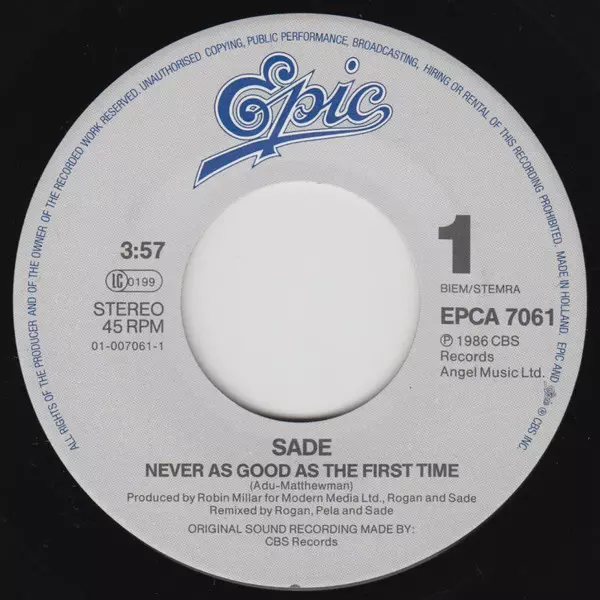 ALL RIGHTS OF THE PRODUCER AND OF THE OWNER OF THE RECORDED WORK RESERVED. UNAUTHORISED COPYING, PUBLIC PERFORMANCE, BROADCASTING, HIRING OR RENTAL OF THIS RECORDING PROHIBITED. MADE IN HOLLAND. EPIC AND Epic ® CBS INC.
Epic
3:57
LC 0199
STEREO
45 RPM
01-007061-1
1
BIEM/STEMRA
EPCA 7061
℗ 1986 CBS
Records
Angel Music Ltd.
SADE
NEVER AS GOOD AS THE FIRST TIME
(Adu-Matthewman)
Produced by Robin Millar for Modern Media Ltd., Rogan and Sade
Remixed by Rogan, Pela and Sade
ORIGINAL SOUND RECORDING MADE BY:
CBS Records